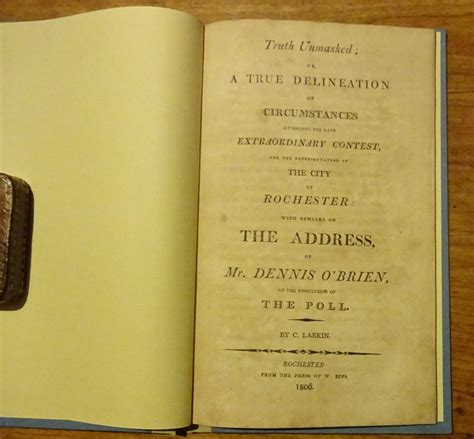 Truth Unmasked;
OR,
A TRUE DELINEATION
OF
CIRCUMSTANCES
ATTENDING THE LATE
EXTRAORDINARY CONTEST,
FOR THE REPRESENTATION OF
THE CITY
OF
ROCHESTER:
WITH REMARKS ON
THE ADDRESS,
OF
Mr. DENNIS O'BRIEN,
AT THE CONCLUSION OF
THE POLL.
BY C. LARKIN.
ROCHESTER
FROM THE PRESS OF W. EPPS.
1806.